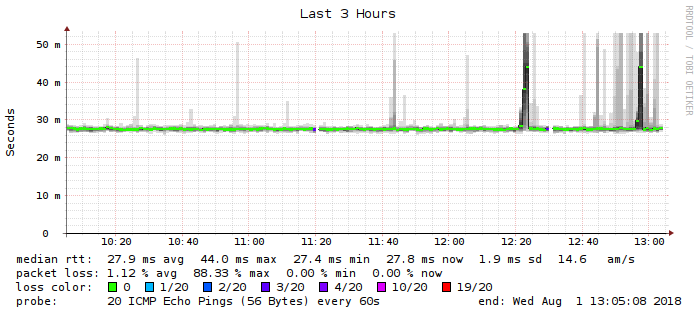 Last 3 Hours
RRDTOOL / TOBI OETIKER
Seconds
50 m
40 m
30 m
20 m
10 m
0
10:20 10:40 11:00 11:20 11:40 12:00 12:20 12:40 13:00
median rtt: 27.9 ms avg 44.0 ms max 27.4 ms min 27.8 ms now 1.9 ms sd 14.6 am/s
packet loss: 1.12 % avg 88.33 % max 0.00 % min 0.00 % now
loss color: 0 1/20 2/20 3/20 4/20 10/20 19/20
probe: 20 ICMP Echo Pings (56 Bytes) every 60s end: Wed Aug 1 13:05:08 2018